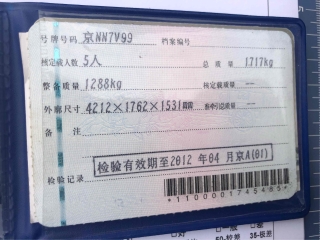 号牌号码 京NN7V99 档案编号
核定载人数 5人 总质量 1717kg
整备质量 1288kg 核定载质量 --
外廓尺寸 4212×1762×1531mm 准牵引总质量 --
备 注
检验有效期至2012 年04 月京A(01)
检验记录
*1100001745485*